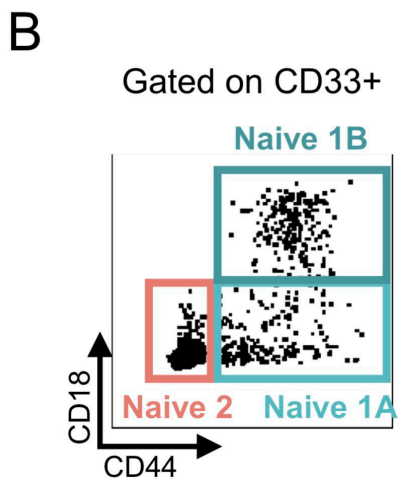 B
Gated on CD33+
Naive 1B
Naive 2
Naive 1A
CD18
CD44